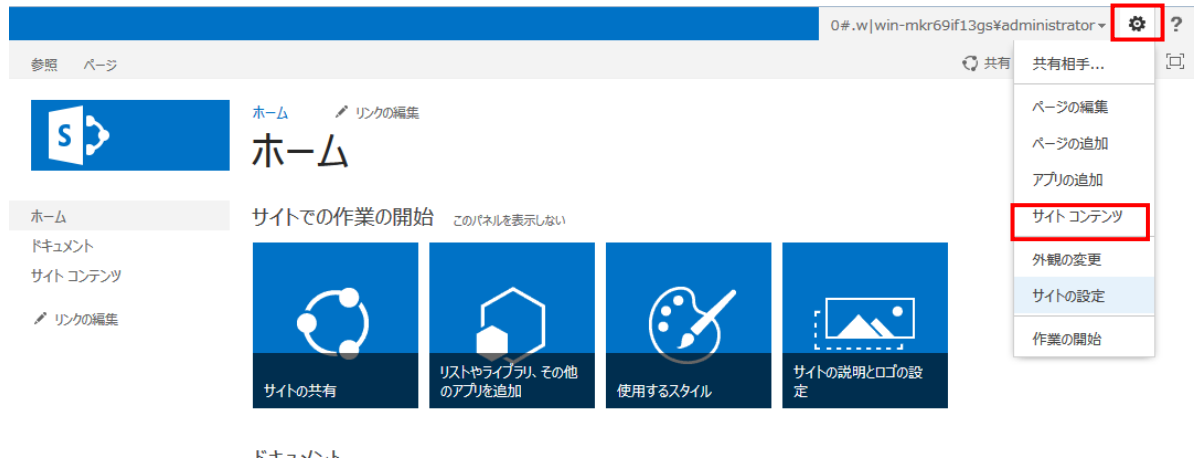 0#.w|win-mkr69if13gs¥administrator
?
参照 ページ
共有
共有相手...
ページの編集
ページの追加
アプリの追加
サイト コンテンツ
外観の変更
サイトの設定
作業の開始
S
ホーム リンクの編集
ホーム
ホーム
ドキュメント
サイト コンテンツ
リンクの編集
サイトでの作業の開始 このパネルを表示しない
サイトの共有
リストやライブラリ、その他
のアプリを追加
使用するスタイル
サイトの説明とロゴの設
定
ドキュメント